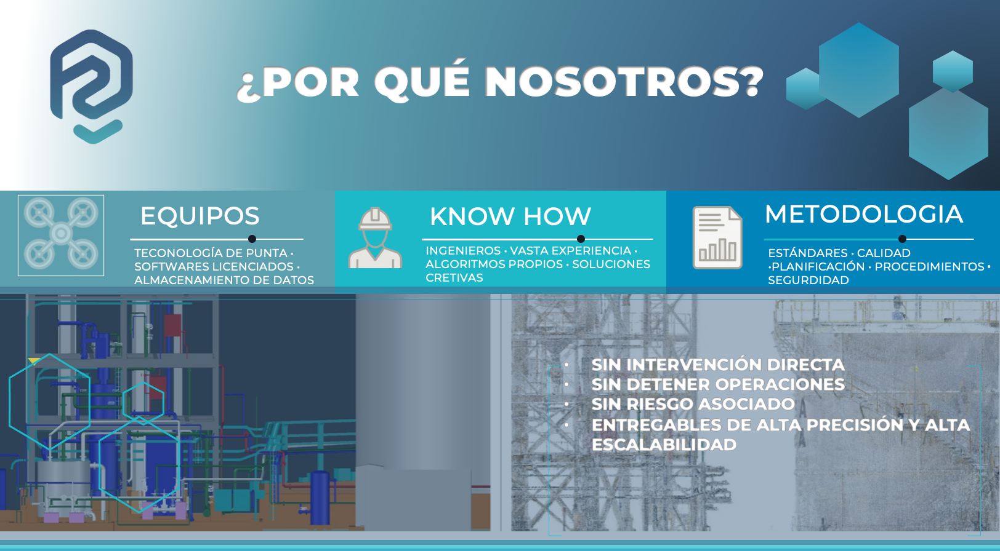 ¿POR QUÉ NOSOTROS?
EQUIPOS
TECONOLOGÍA DE PUNTA •
SOFTWARES LICENCIADOS •
ALMACENAMIENTO DE DATOS
KNOW HOW
INGENIEROS • VASTA EXPERIENCIA •
ALGORITMOS PROPIOS • SOLUCIONES
CRETIVAS
METODOLOGIA
ESTÁNDARES • CALIDAD
•PLANIFICACIÓN • PROCEDIMIENTOS •
SEGURDIDAD
• SIN INTERVENCIÓN DIRECTA
• SIN DETENER OPERACIONES
• SIN RIESGO ASOCIADO
• ENTREGABLES DE ALTA PRECISIÓN Y ALTA
ESCALABILIDAD